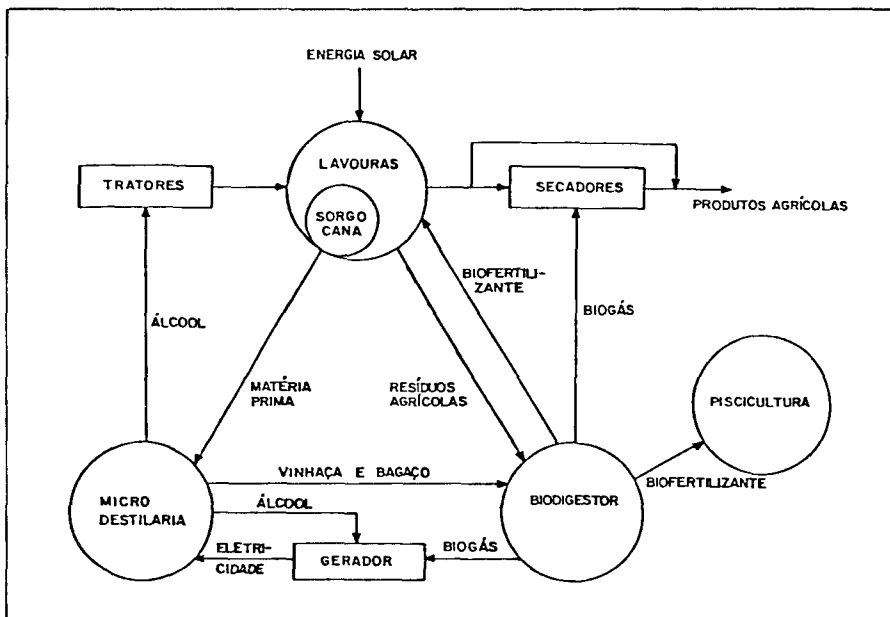 ENERGIA SOLAR
LAVOURAS
TRATORES
SECADORES
PRODUTOS AGRÍCOLAS
SORGO
CANA
BIOFERTILI-
ZANTE
BIOGÁS
ÁLCOOL
MATÉRIA
PRIMA
RESÍDUOS
AGRÍCOLAS
PISCICULTURA
VINHAÇA E BAGAÇO
BIOFERTILIZANTE
MICRO
DESTILARIA
BIODIGESTOR
ÁLCOOL
ELETRI-
CIDADE
GERADOR
BIOGÁS